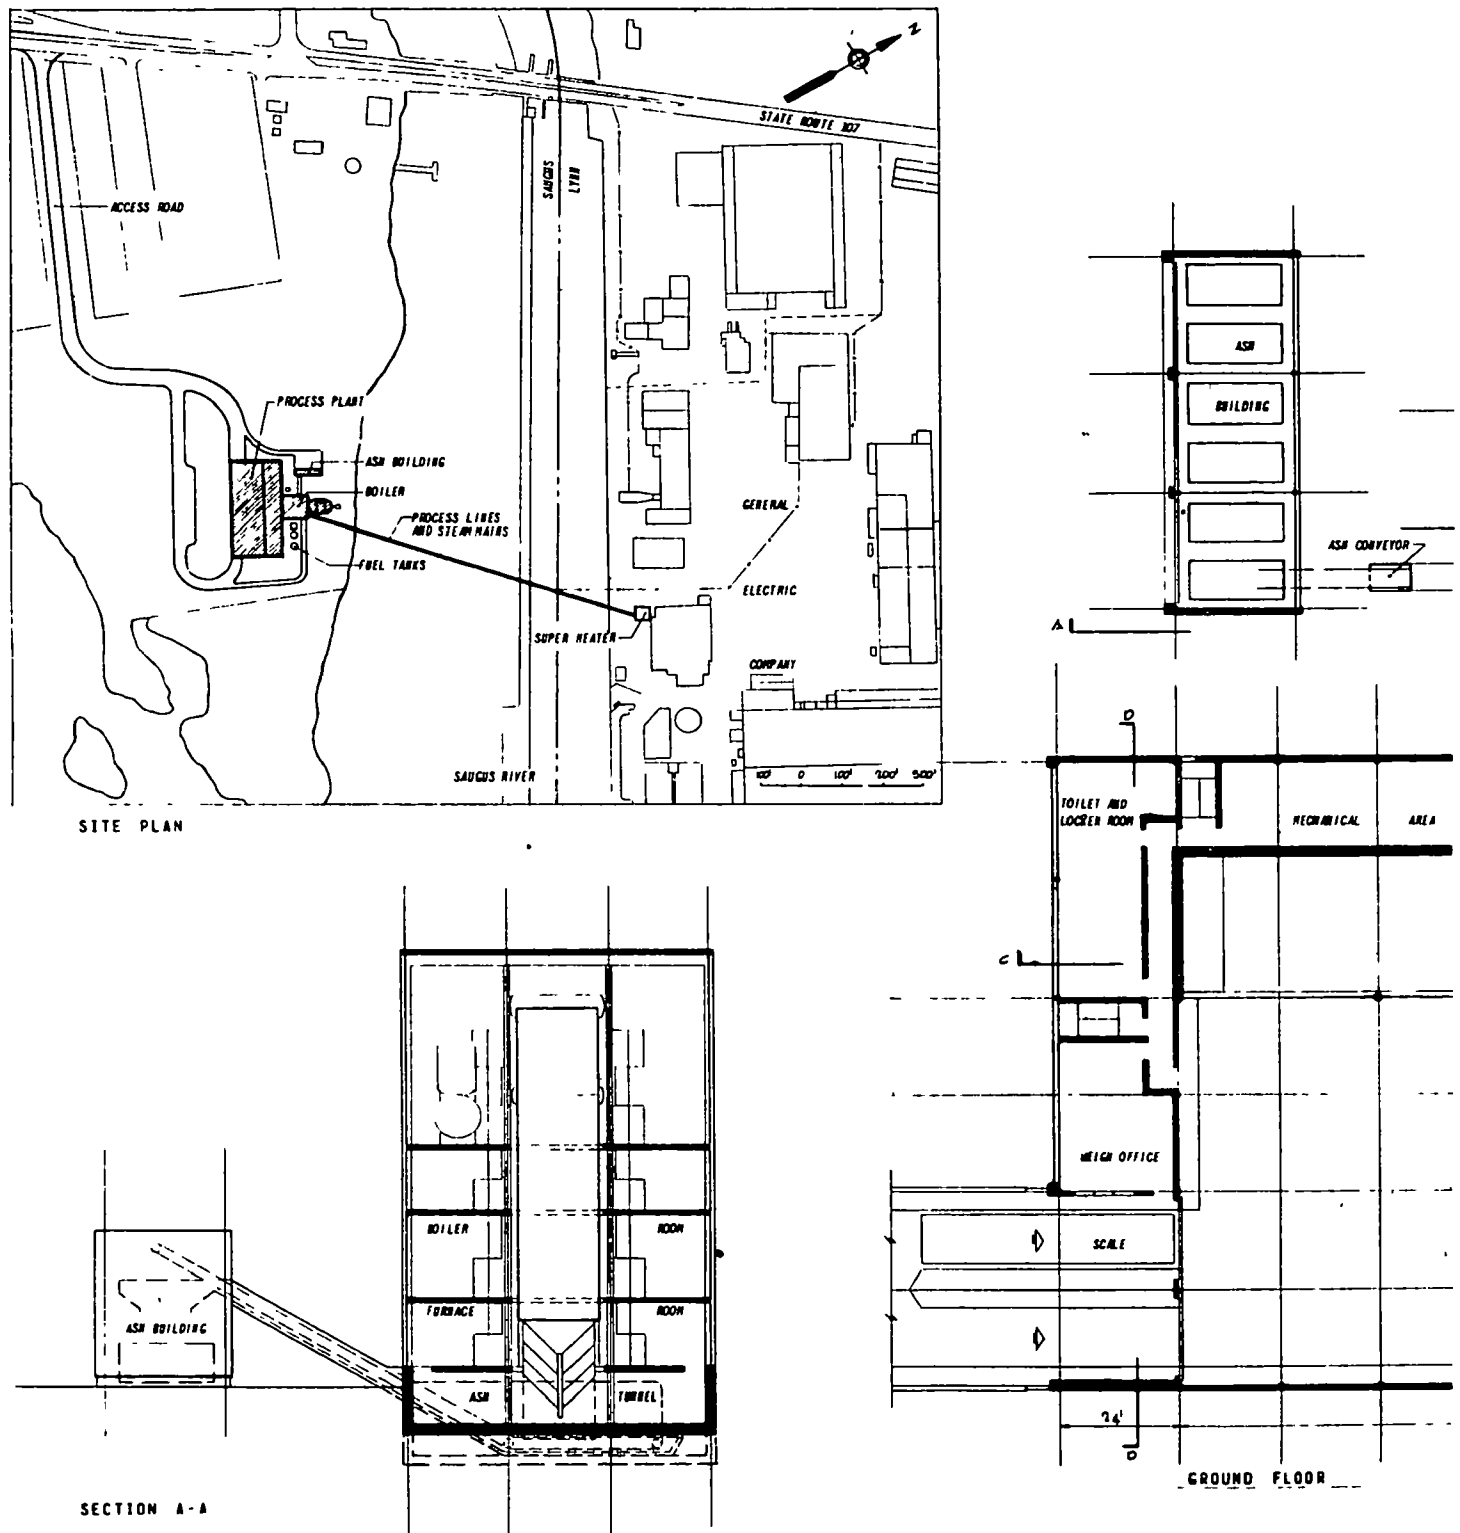 N
STATE ROUTE 107
SAUGUS
LYNN
ACCESS ROAD
PROCESS PLANT
ASH BUILDING
BOILER
PROCESS LINES
AND STEAM MAINS
FUEL TANKS
GENERAL
ELECTRIC
SUPER HEATER
COMPANY
SAUGUS RIVER
100' 0 100' 200' 300'
SITE PLAN
ASH
BUILDING
ASH CONVEYOR
A
D
TOILET AND
LOCKER ROOM
MECHANICAL AREA
C
WEIGH OFFICE
SCALE
24'
D
GROUND FLOOR
BOILER ROOM
FURNACE ROOM
ASH BUILDING
ASH TUNNEL
SECTION A-A